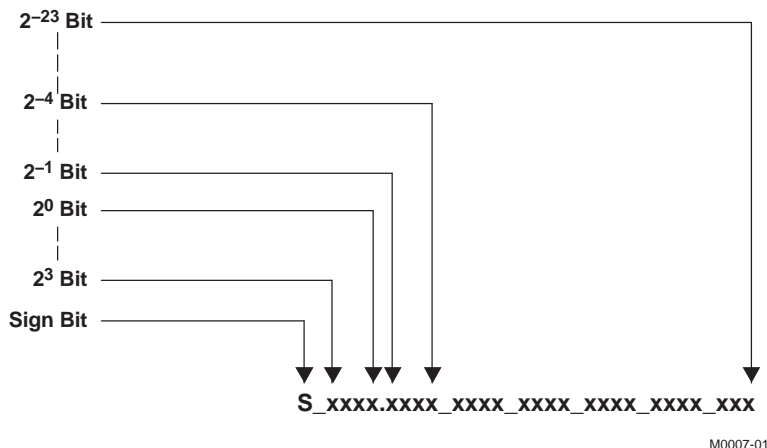 2⁻²³ Bit
2⁻⁴ Bit
2⁻¹ Bit
2⁰ Bit
2³ Bit
Sign Bit
S_xxxx.xxxx_xxxx_xxxx_xxxx_xxxx_xxx
M0007-01